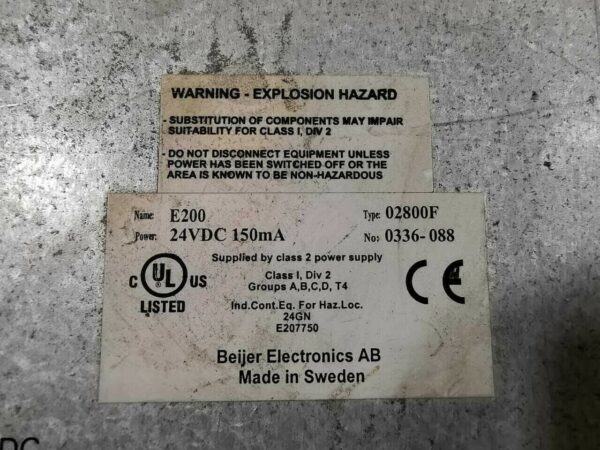 WARNING - EXPLOSION HAZARD
- SUBSTITUTION OF COMPONENTS MAY IMPAIR
SUIT-ABILITY FOR CLASS I, DIV 2
- DO NOT DISCONNECT EQUIPMENT UNLESS
POWER HAS BEEN SWITCHED OFF OR THE
AREA IS KNOWN TO BE NON-HAZARDOUS
Name: E200 Type: 02800F
Power: 24VDC 150mA No: 0336-088
Supplied by class 2 power supply
Class I, Div 2
Groups A,B,C,D, T4
C UL US
LISTED
CE
Ind.Cont.Eq. For Haz.Loc.
24GN
E207750
Beijer Electronics AB
Made in Sweden
DC